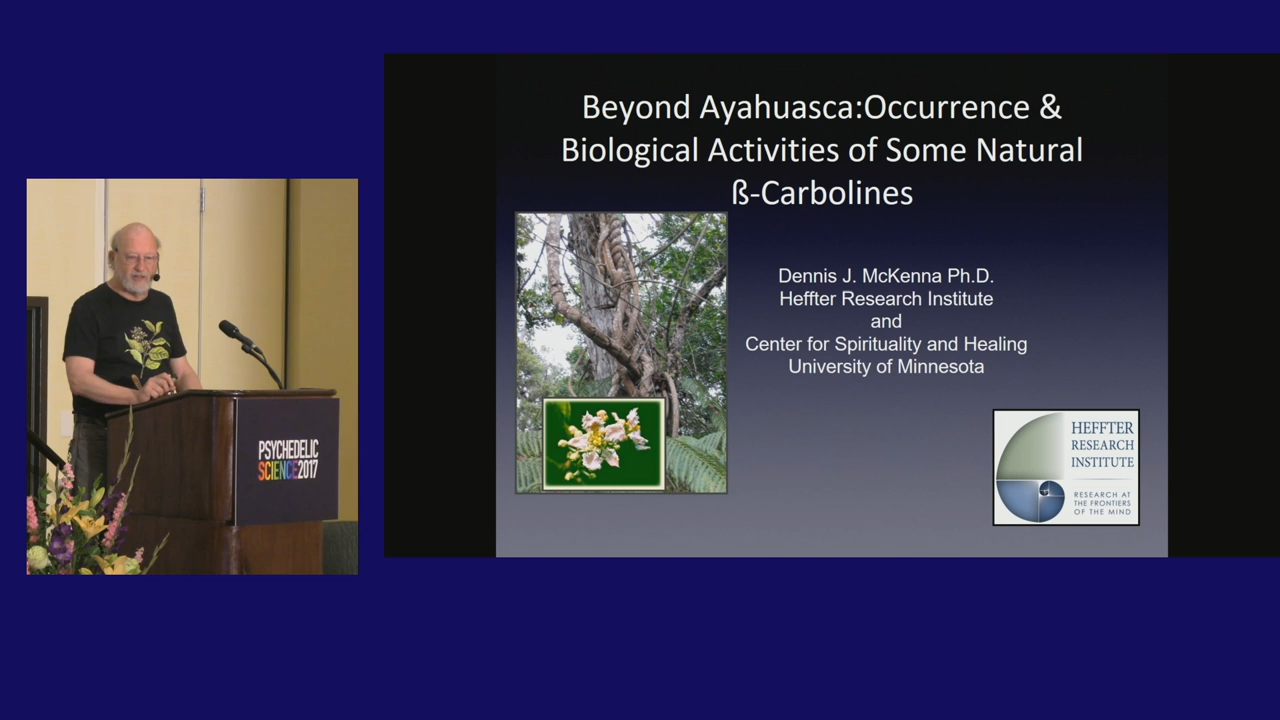 Beyond Ayahuasca:Occurrence &
Biological Activities of Some Natural
ß-Carbolines
Dennis J. McKenna Ph.D.
Heffter Research Institute
and
Center for Spirituality and Healing
University of Minnesota
HEFFTER
RESEARCH
INSTITUTE
RESEARCH AT
THE FRONTIERS
OF THE MIND
PSYCHEDELIC
SCIENCE2017